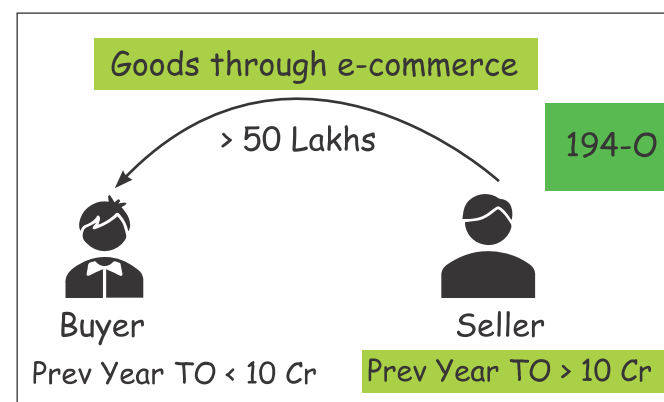 Goods through e-commerce
> 50 Lakhs
194-O
Buyer
Seller
Prev Year TO < 10 Cr
Prev Year TO > 10 Cr